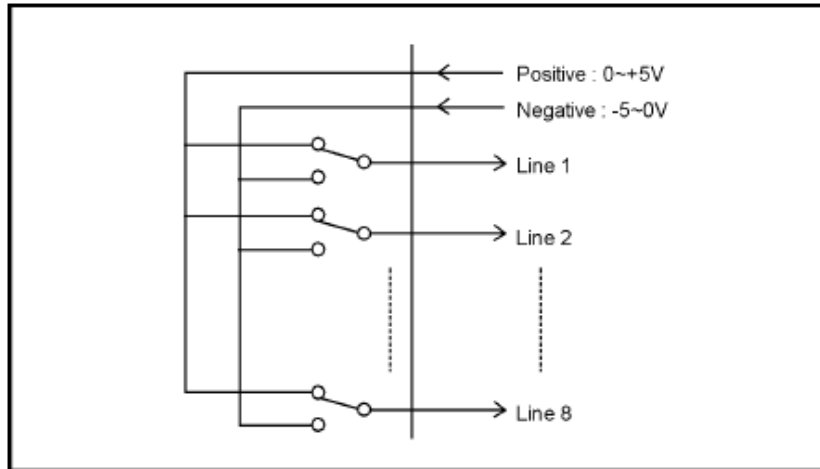 Positive : 0~+5V
Negative : -5~0V
Line 1
Line 2
Line 8